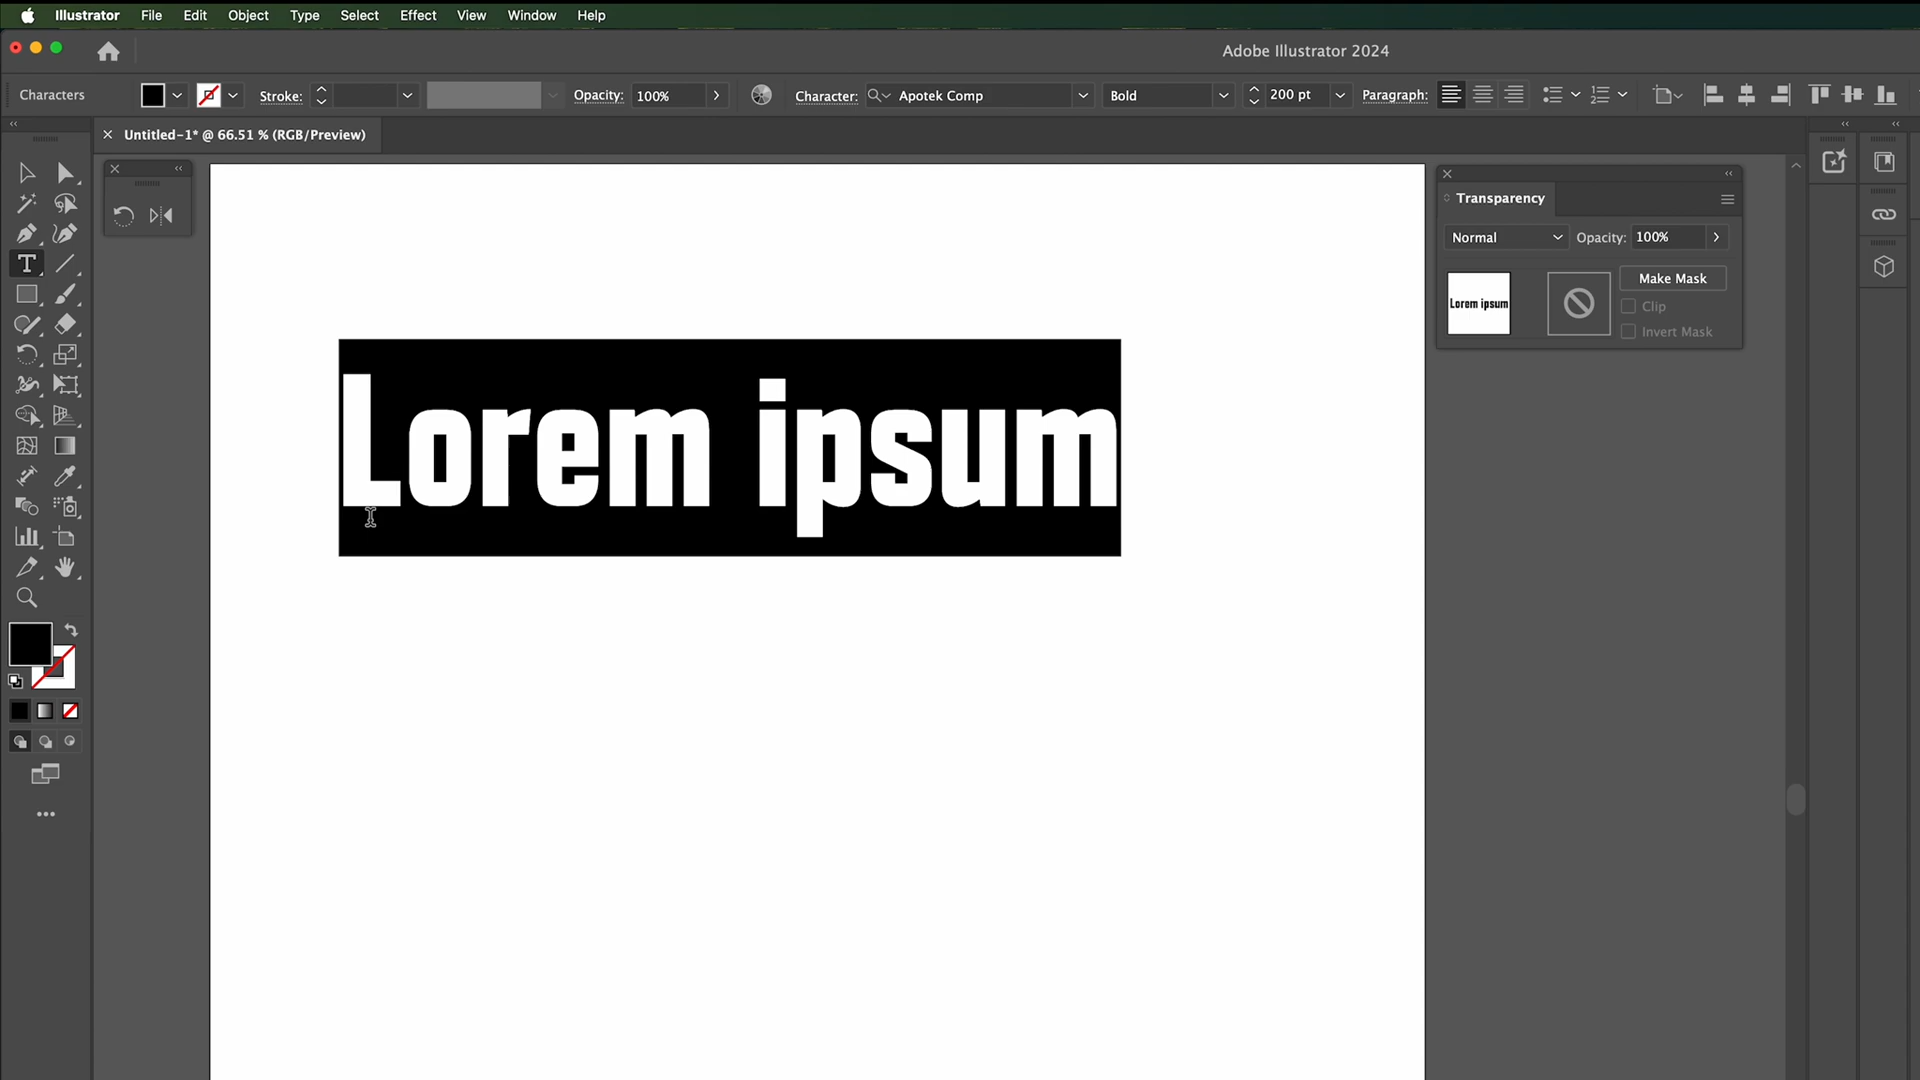 Illustrator File Edit Object Type Select Effect View Window Help
Adobe Illustrator 2024
Characters Stroke: Opacity: 100% Character: Apotek Comp Bold 200 pt Paragraph:
Untitled-1* @ 66.51 % (RGB/Preview)
Transparency
Normal Opacity: 100%
Lorem ipsum Make Mask
Clip
Invert Mask
Lorem ipsum